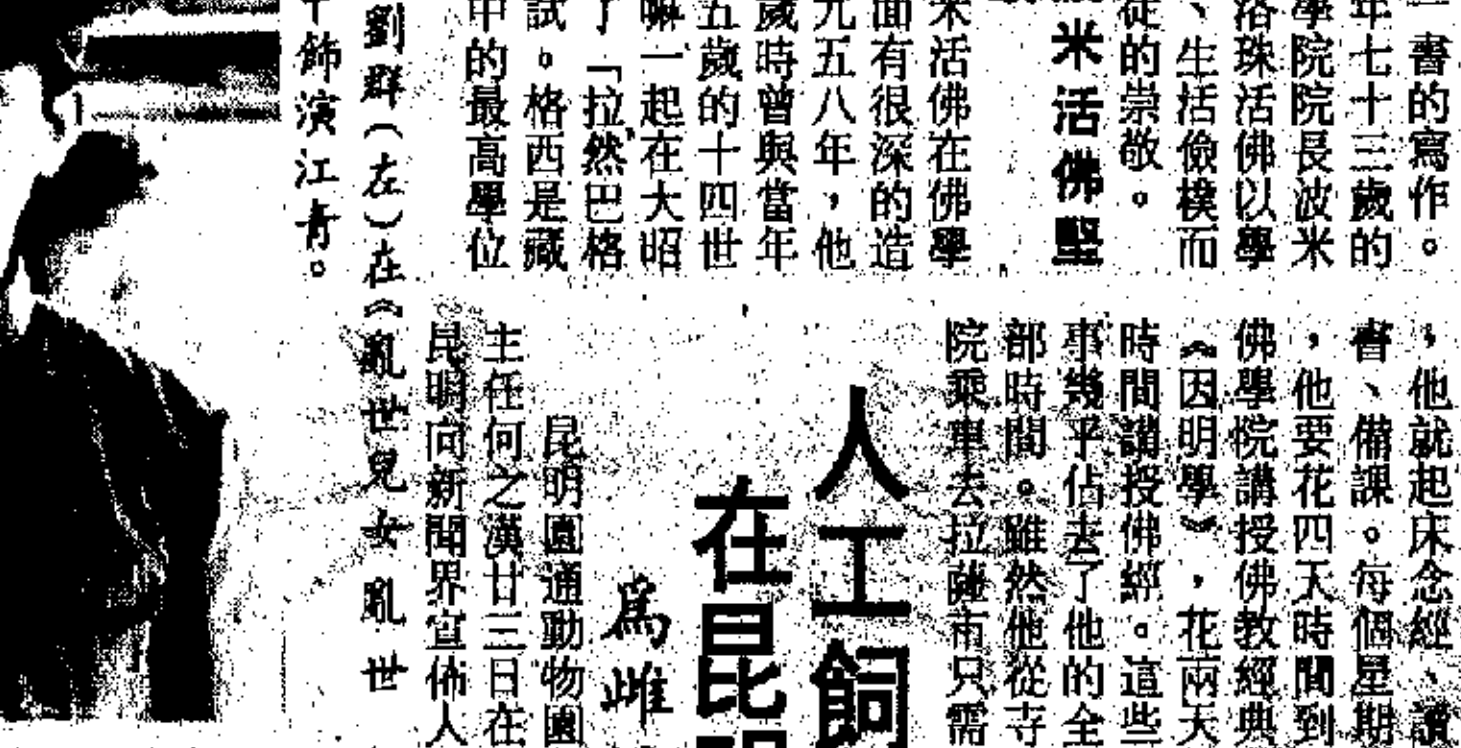 書的寫作。
年七十三歲的
學院院長波米
洛珠活佛以學
、生活儉樸而
徒的崇敬。
米活佛堅
米活佛在佛學
面有很深的造
九五八年，他
歲時曾與當年
五歲的十四世
嘛一起在大昭
了「拉然巴格
試。格西是藏
中的最高學位
，他就起床念經、讀
書、備課。每個星期
，他要花四天時間到
佛學院講授佛教經典
《因明學》，花兩天
時間講授佛經。這些
事幾乎佔去了他的全
部時間。雖然他從寺
院乘車去拉薩市只需
人工飼
在昆明
為雌
昆明圓通動物園
主任何之漢廿三日在
昆明向新聞界宣佈人
劉群（左）在《亂世兒女亂世
飾演江青。